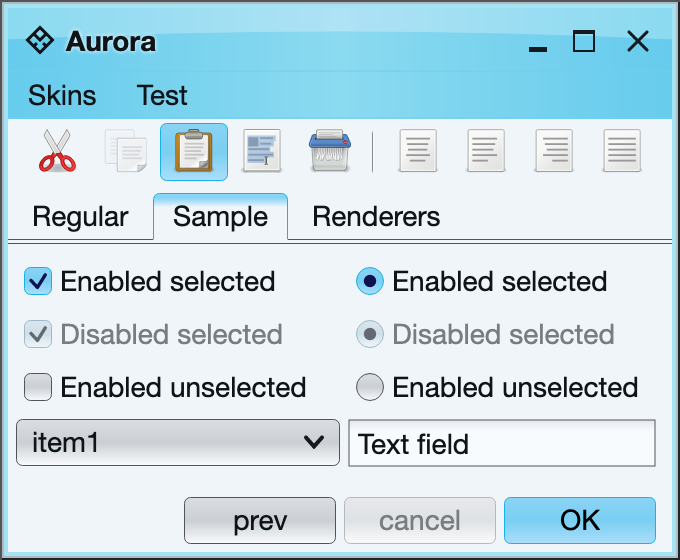 Aurora
Skins Test
Regular Sample Renderers
Enabled selected Enabled selected
Disabled selected Disabled selected
Enabled unselected Enabled unselected
item1 Text field
prev cancel OK